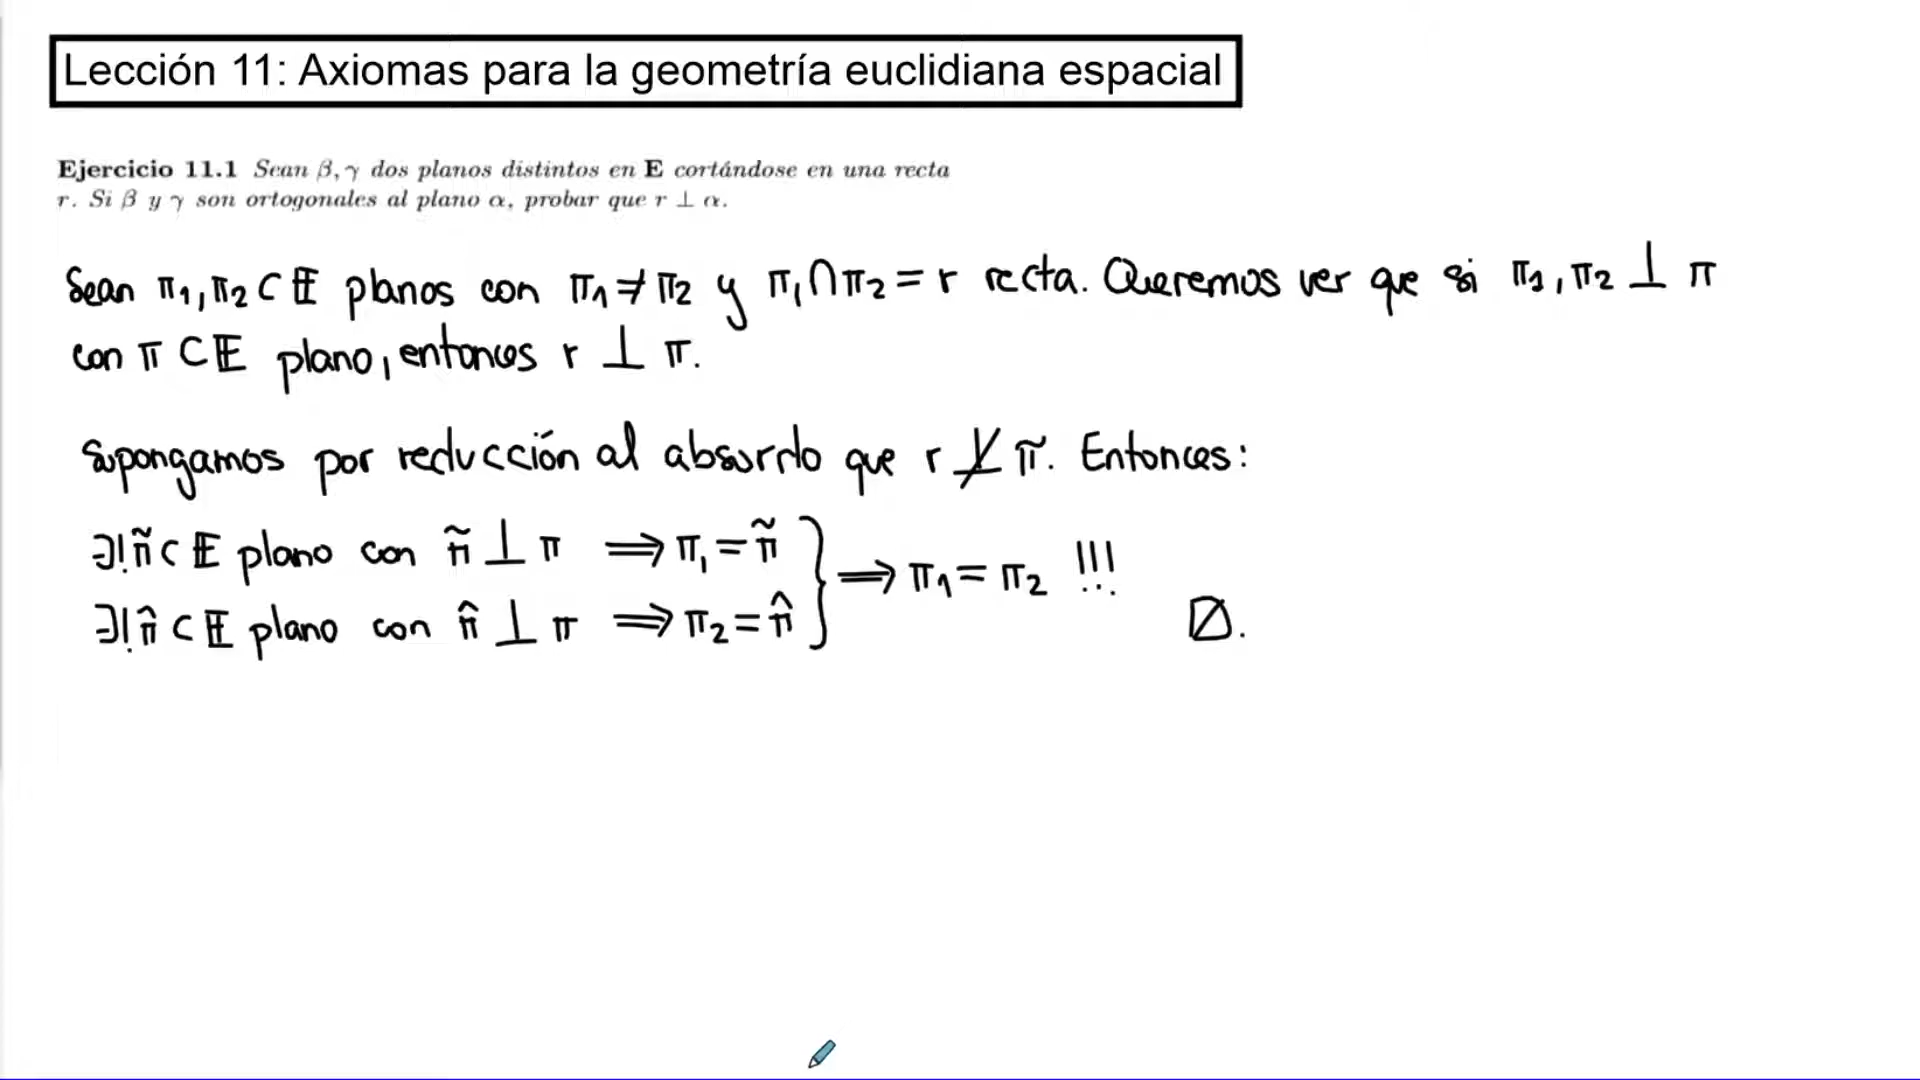 Lección 11: Axiomas para la geometría euclidiana espacial
Ejercicio 11.1 Sean β, γ dos planos distintos en E cortándose en una recta
r. Si β y γ son ortogonales al plano α, probar que r ⊥ α.
Sean π₁, π₂ ⊂ 𝔼 planos con π₁ ≠ π₂ y π₁ ∩ π₂ = r recta. Queremos ver que si π₁, π₂ ⊥ π
con π ⊂ 𝔼 plano, entonces r ⊥ π.
Supongamos por reducción al absurdo que r ⊥̸ π̃. Entonces:
∃! π̃ ⊂ 𝔼 plano con π̃ ⊥ π ⟹ π₁ = π̃
∃! π̂ ⊂ 𝔼 plano con π̂ ⊥ π ⟹ π₂ = π̂
} ⟹ π₁ = π₂ !!!
⍁.